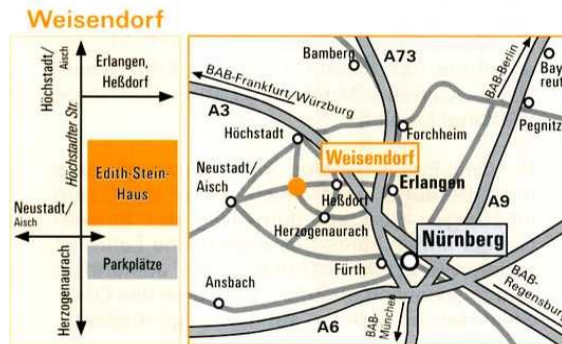 Weisendorf
Höchstadt/
Aisch
Erlangen,
Heßdorf
Höchstadter Str.
Edith-Stein-
Haus
Neustadt/
Aisch
Parkplätze
Herzogenaurach
Bamberg
A73
BAB-Berlin
Bay
reut
BAB-Frankfurt/Würzburg
A3
Pegnitz
Höchstadt
Forchheim
Weisendorf
Neustadt/
Aisch
Heßdorf
Erlangen
A9
Herzogenaurach
Nürnberg
Fürth
Ansbach
BAB-
Regensburg
A6
BAB-
München